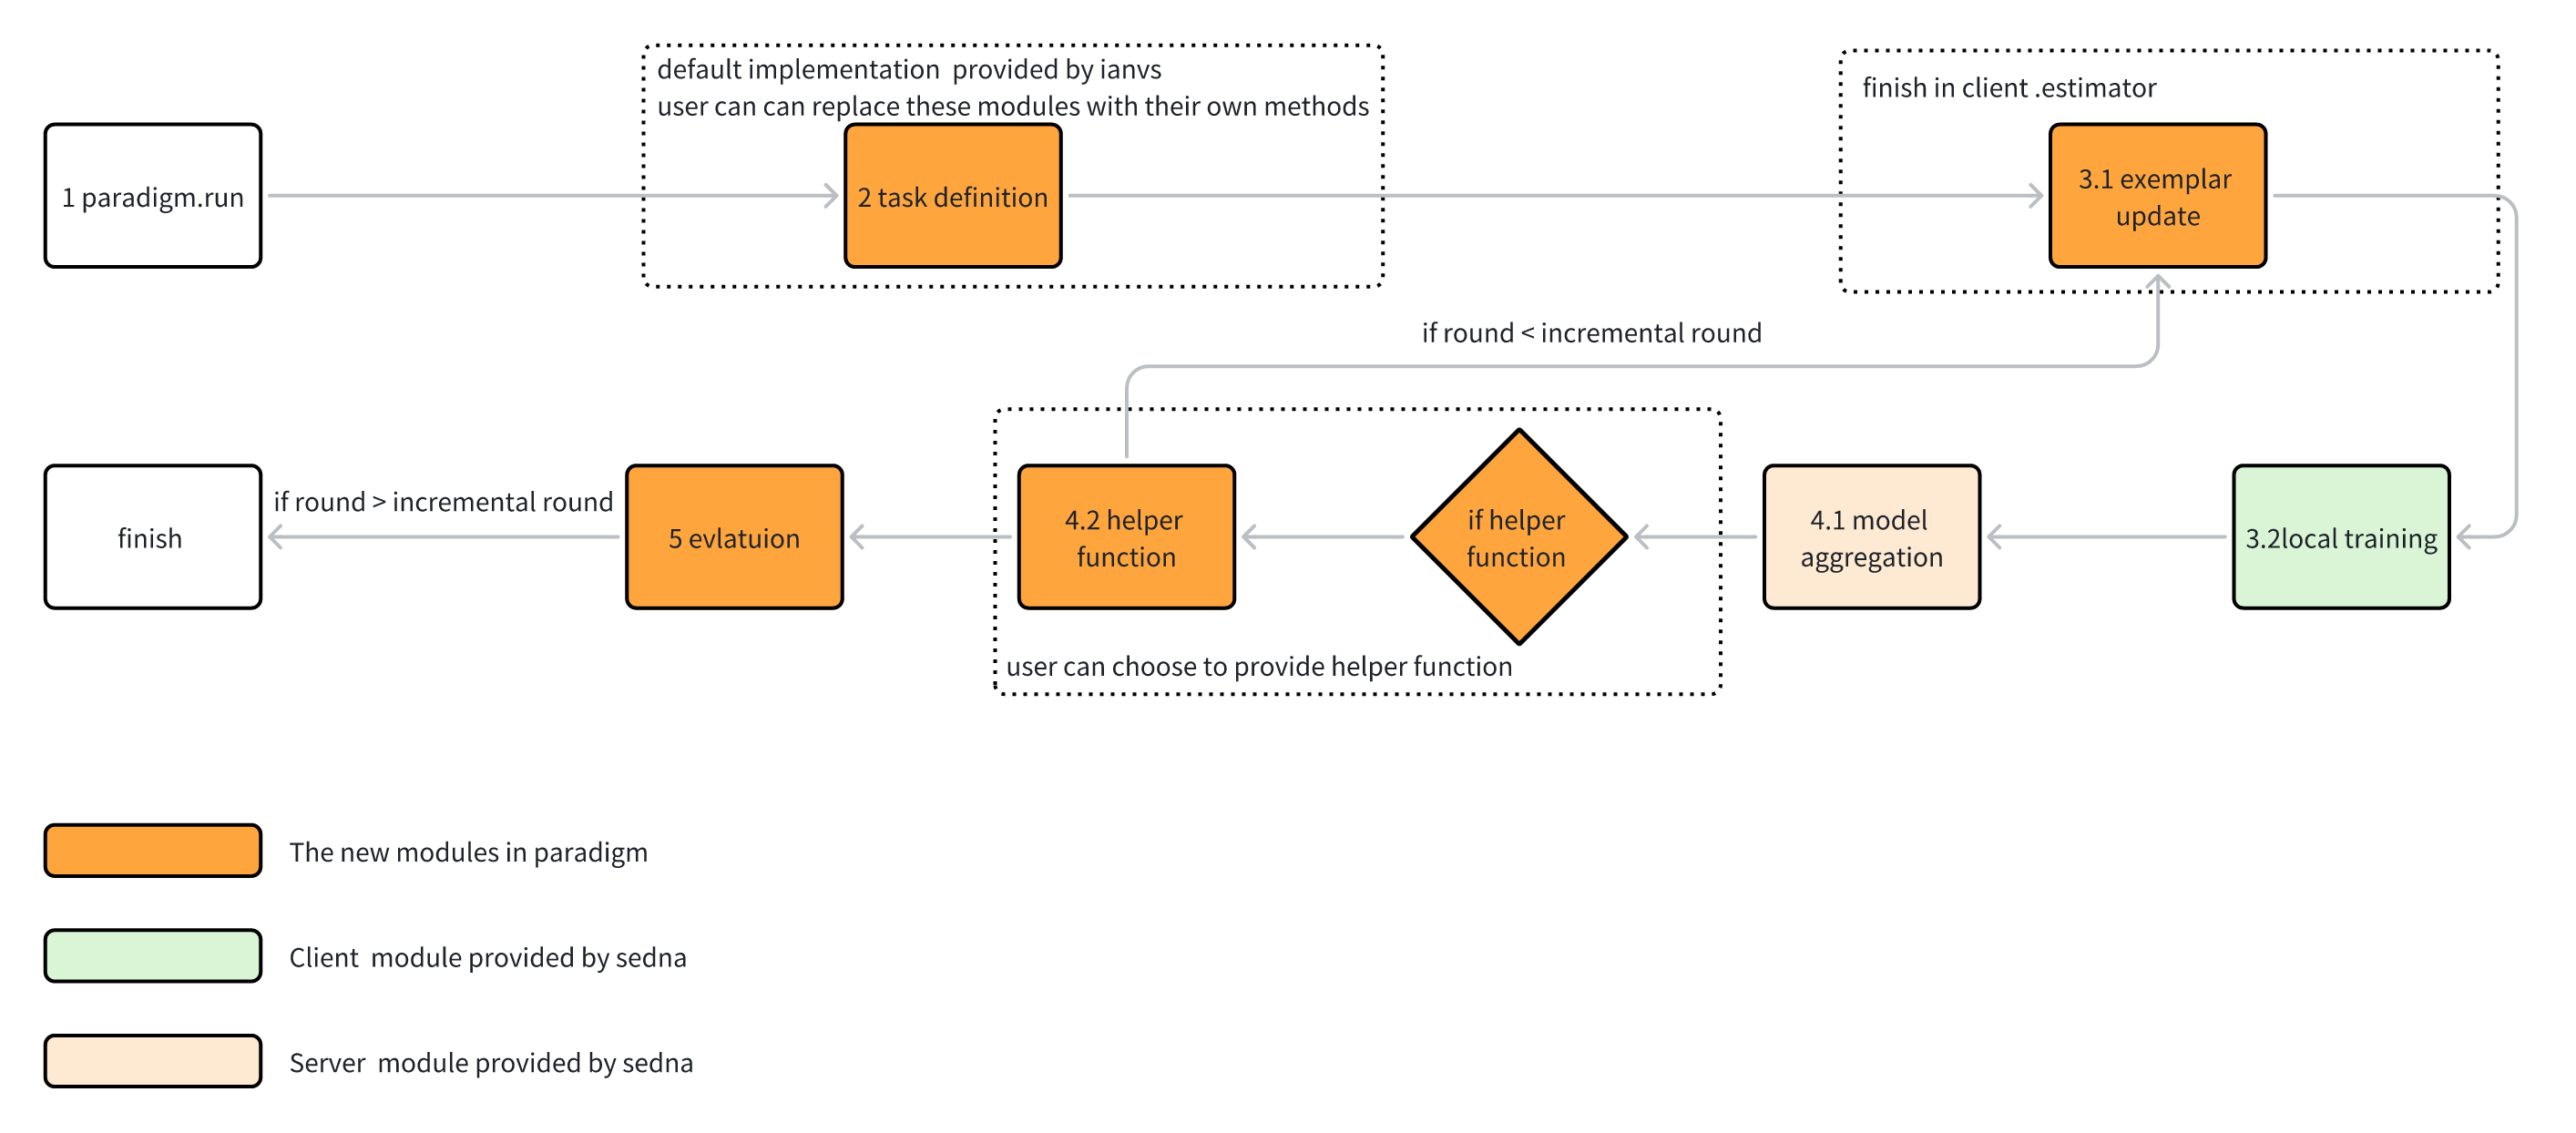 default implementation  provided by ianvs
user can can replace these modules with their own methods
finish in client .estimator
1 paradigm.run
2 task definition
3.1 exemplar
update
if round < incremental round
finish
if round > incremental round
5 evlatuion
4.2 helper
function
if helper
function
4.1 model
aggregation
3.2local training
user can choose to provide helper function
The new modules in paradigm
Client  module provided by sedna
Server  module provided by sedna